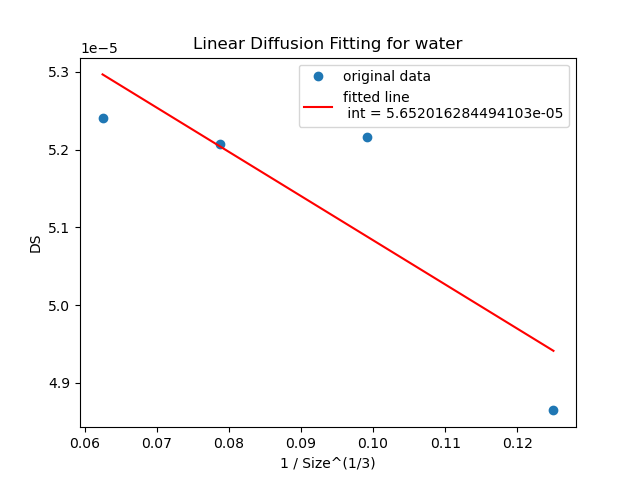 Linear Diffusion Fitting for water
1e−5
original data
fitted line
int = 5.652016284494103e-05
5.3
5.2
5.1
5.0
4.9
DS
0.06 0.07 0.08 0.09 0.10 0.11 0.12
1 / Size^(1/3)